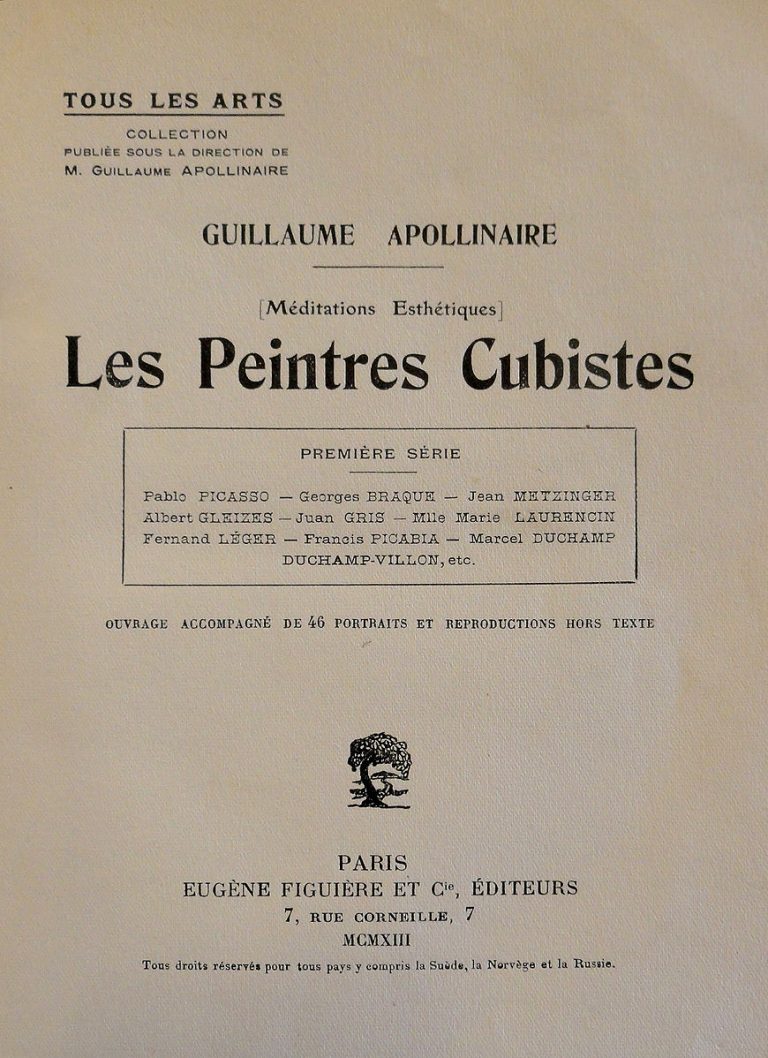 TOUS LES ARTS
COLLECTION
PUBLIÉE SOUS LA DIRECTION DE
M. GUILLAUME APOLLINAIRE
GUILLAUME APOLLINAIRE
[Méditations Esthétiques]
Les Peintres Cubistes
PREMIÈRE SÉRIE
Pablo PICASSO — Georges BRAQUE — Jean METZINGER
Albert GLEIZES — Juan GRIS — Mlle Marie LAURENCIN
Fernand LÉGER — Francis PICABIA — Marcel DUCHAMP
DUCHAMP-VILLON, etc.
OUVRAGE ACCOMPAGNÉ DE 46 PORTRAITS ET REPRODUCTIONS HORS TEXTE
PARIS
EUGÈNE FIGUIÈRE ET Cie, ÉDITEURS
7, RUE CORNEILLE, 7
MCMXIII
Tous droits réservés pour tous pays y compris la Suède, la Norvège et la Russie.